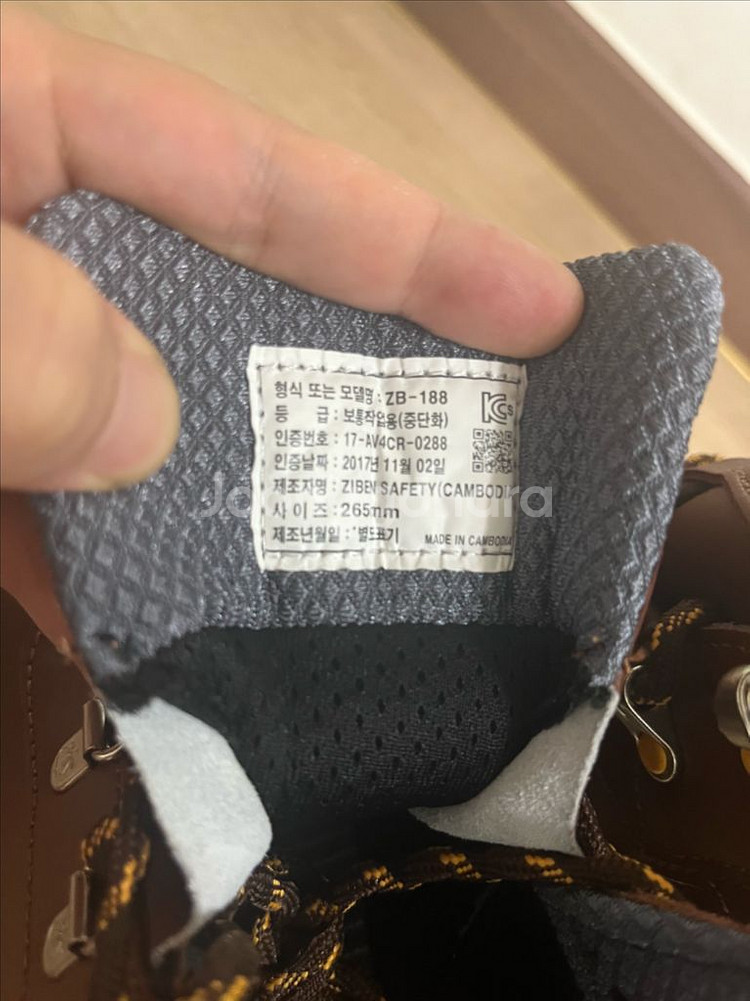 형식 또는 모델명 : ZB-188
등 급 : 보통작업용(중단화)
인증번호 : 17-AV4CR-0288
인증날짜 : 2017년 11월 02일
제조자명 : ZIBEN SAFETY(CAMBODI
사 이 즈 : 265mm
제조년월일 : *별도표기
MADE IN CAMBODIA
KCs